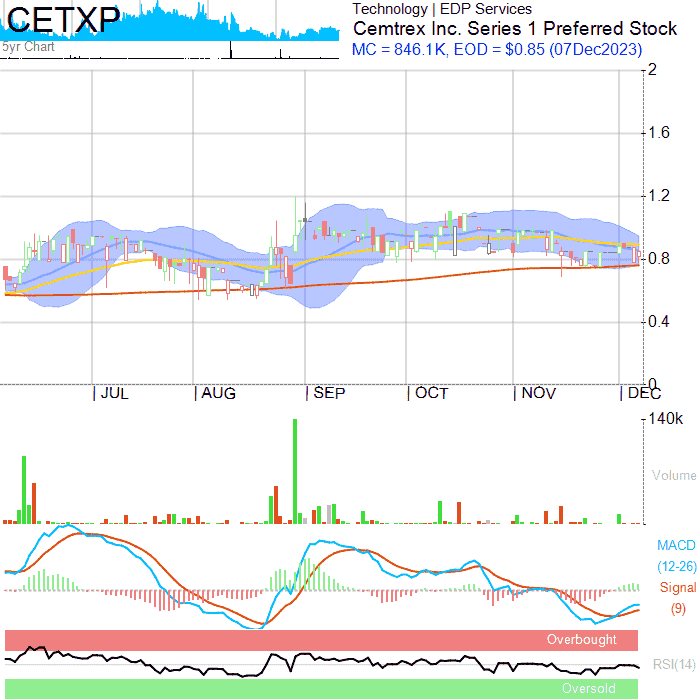 CETXP
5yr Chart
Technology | EDP Services
Cemtrex Inc. Series 1 Preferred Stock
MC = 846.1K, EOD = $0.85 (07Dec2023)
2
1.6
1.2
0.8
0.4
0
JUL AUG SEP OCT NOV DEC
140k
Volume
MACD
(12-26)
Signal
(9)
Overbought
RSI(14)
Oversold